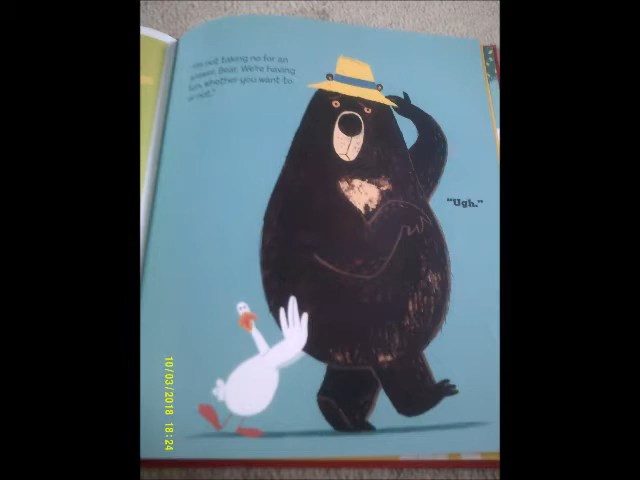 I'm not taking no for an
answer, Bear. We're having
fun, whether you want to
or not."
"Ugh."
10/03/2018 18:24